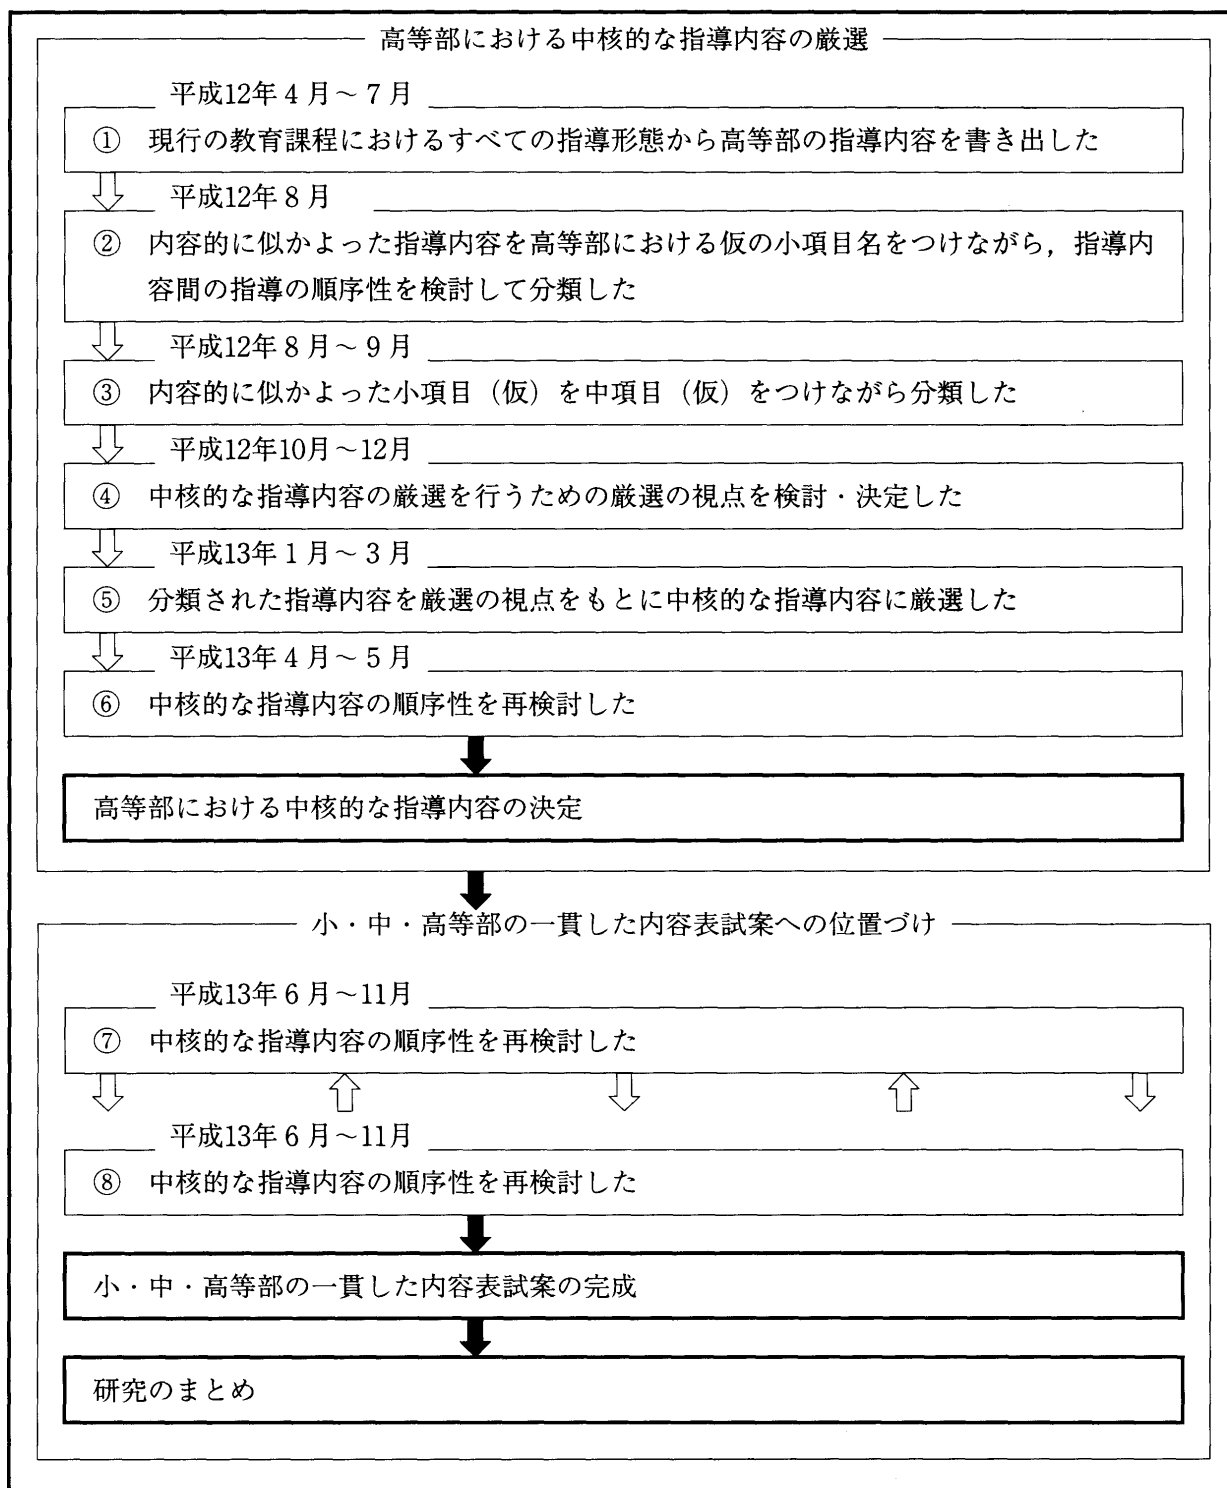 高等部における中核的な指導内容の厳選
平成12年4月～7月
① 現行の教育課程におけるすべての指導形態から高等部の指導内容を書き出した
平成12年8月
② 内容的に似かよった指導内容を高等部における仮の小項目名をつけながら，指導内
容間の指導の順序性を検討して分類した
平成12年8月～9月
③ 内容的に似かよった小項目（仮）を中項目（仮）をつけながら分類した
平成12年10月～12月
④ 中核的な指導内容の厳選を行うための厳選の視点を検討・決定した
平成13年1月～3月
⑤ 分類された指導内容を厳選の視点をもとに中核的な指導内容に厳選した
平成13年4月～5月
⑥ 中核的な指導内容の順序性を再検討した
高等部における中核的な指導内容の決定
小・中・高等部の一貫した内容表試案への位置づけ
平成13年6月～11月
⑦ 中核的な指導内容の順序性を再検討した
平成13年6月～11月
⑧ 中核的な指導内容の順序性を再検討した
小・中・高等部の一貫した内容表試案の完成
研究のまとめ